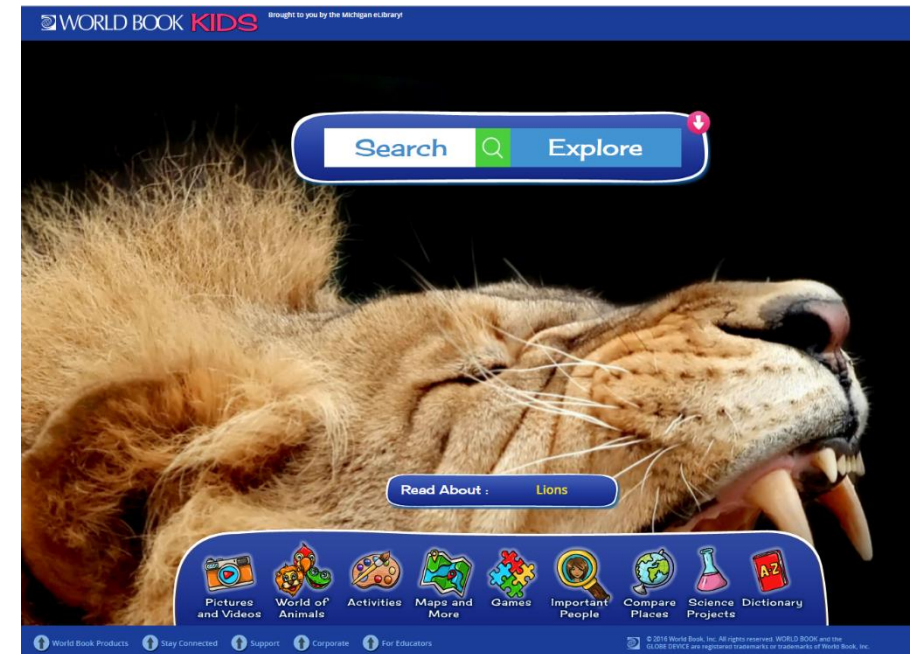 WORLD BOOK KIDS
Brought to you by the Michigan eLibrary!
Search Explore
Read About : Lions
Pictures and Videos
World of Animals
Activities
Maps and More
Games
Important People
Compare Places
Science Projects
Dictionary
A-Z
World Book Products Stay Connected Support Corporate For Educators
© 2016 World Book, Inc. All rights reserved. WORLD BOOK and the
GLOBE DEVICE are registered trademarks or trademarks of World Book, Inc.